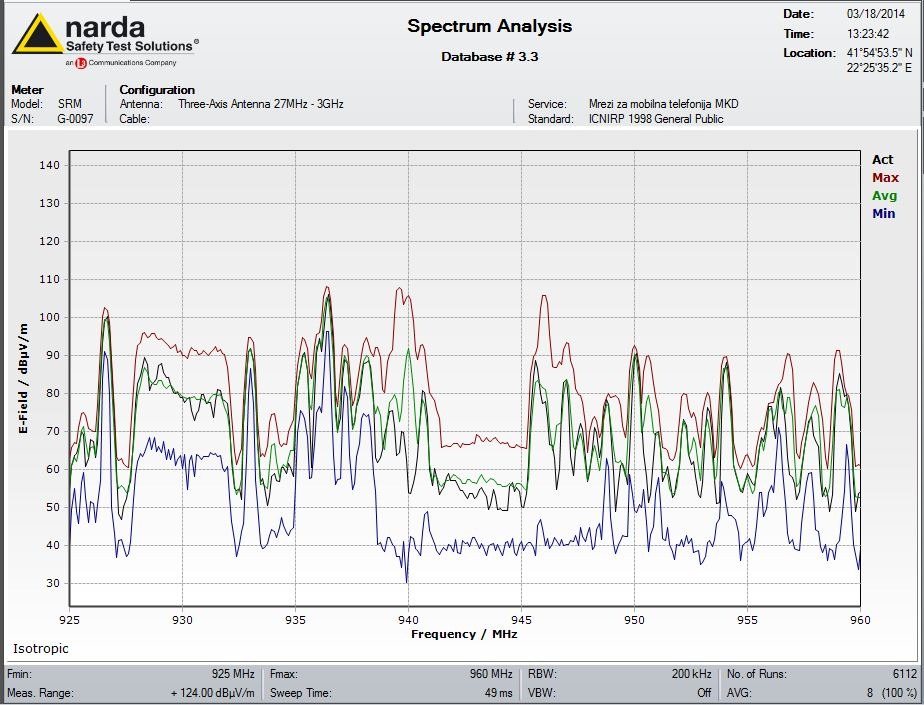 narda
Safety Test Solutions®
an L3 Communications Company
Spectrum Analysis
Database # 3.3
Date: 03/18/2014
Time: 13:23:42
Location: 41°54'53.5" N
22°25'35.2" E
Meter
Model: SRM
S/N: G-0097
Configuration
Antenna: Three-Axis Antenna 27MHz - 3GHz
Cable:
Service: Mrezi za mobilna telefonija MKD
Standard: ICNIRP 1998 General Public
E-Field / dBµV/m
140
130
120
110
100
90
80
70
60
50
40
30
Act
Max
Avg
Min
925 930 935 940 945 950 955 960
Frequency / MHz
Isotropic
Fmin: 925 MHz Fmax: 960 MHz RBW: 200 kHz No. of Runs: 6112
Meas. Range: + 124.00 dBµV/m Sweep Time: 49 ms VBW: Off AVG: 8 (100 %)